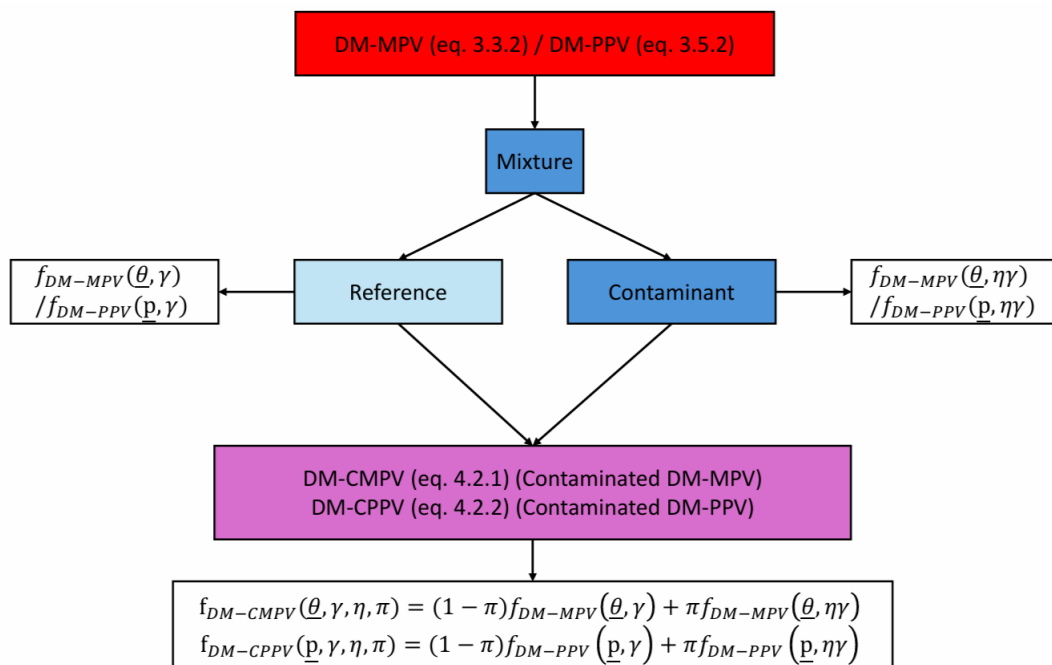 DM-MPV (eq. 3.3.2) / DM-PPV (eq. 3.5.2)
Mixture
f_{DM−MPV}(θ̲, γ)
/f_{DM−PPV}(p̲, γ)
Reference
Contaminant
f_{DM−MPV}(θ̲, ηγ)
/f_{DM−PPV}(p̲, ηγ)
DM-CMPV (eq. 4.2.1) (Contaminated DM-MPV)
DM-CPPV (eq. 4.2.2) (Contaminated DM-PPV)
f_{DM−CMPV}(θ̲, γ, η, π) = (1 − π)f_{DM−MPV}(θ̲, γ) + πf_{DM−MPV}(θ̲, ηγ)
f_{DM−CPPV}(p̲, γ, η, π) = (1 − π)f_{DM−PPV}(p̲, γ) + πf_{DM−PPV}(p̲, ηγ)